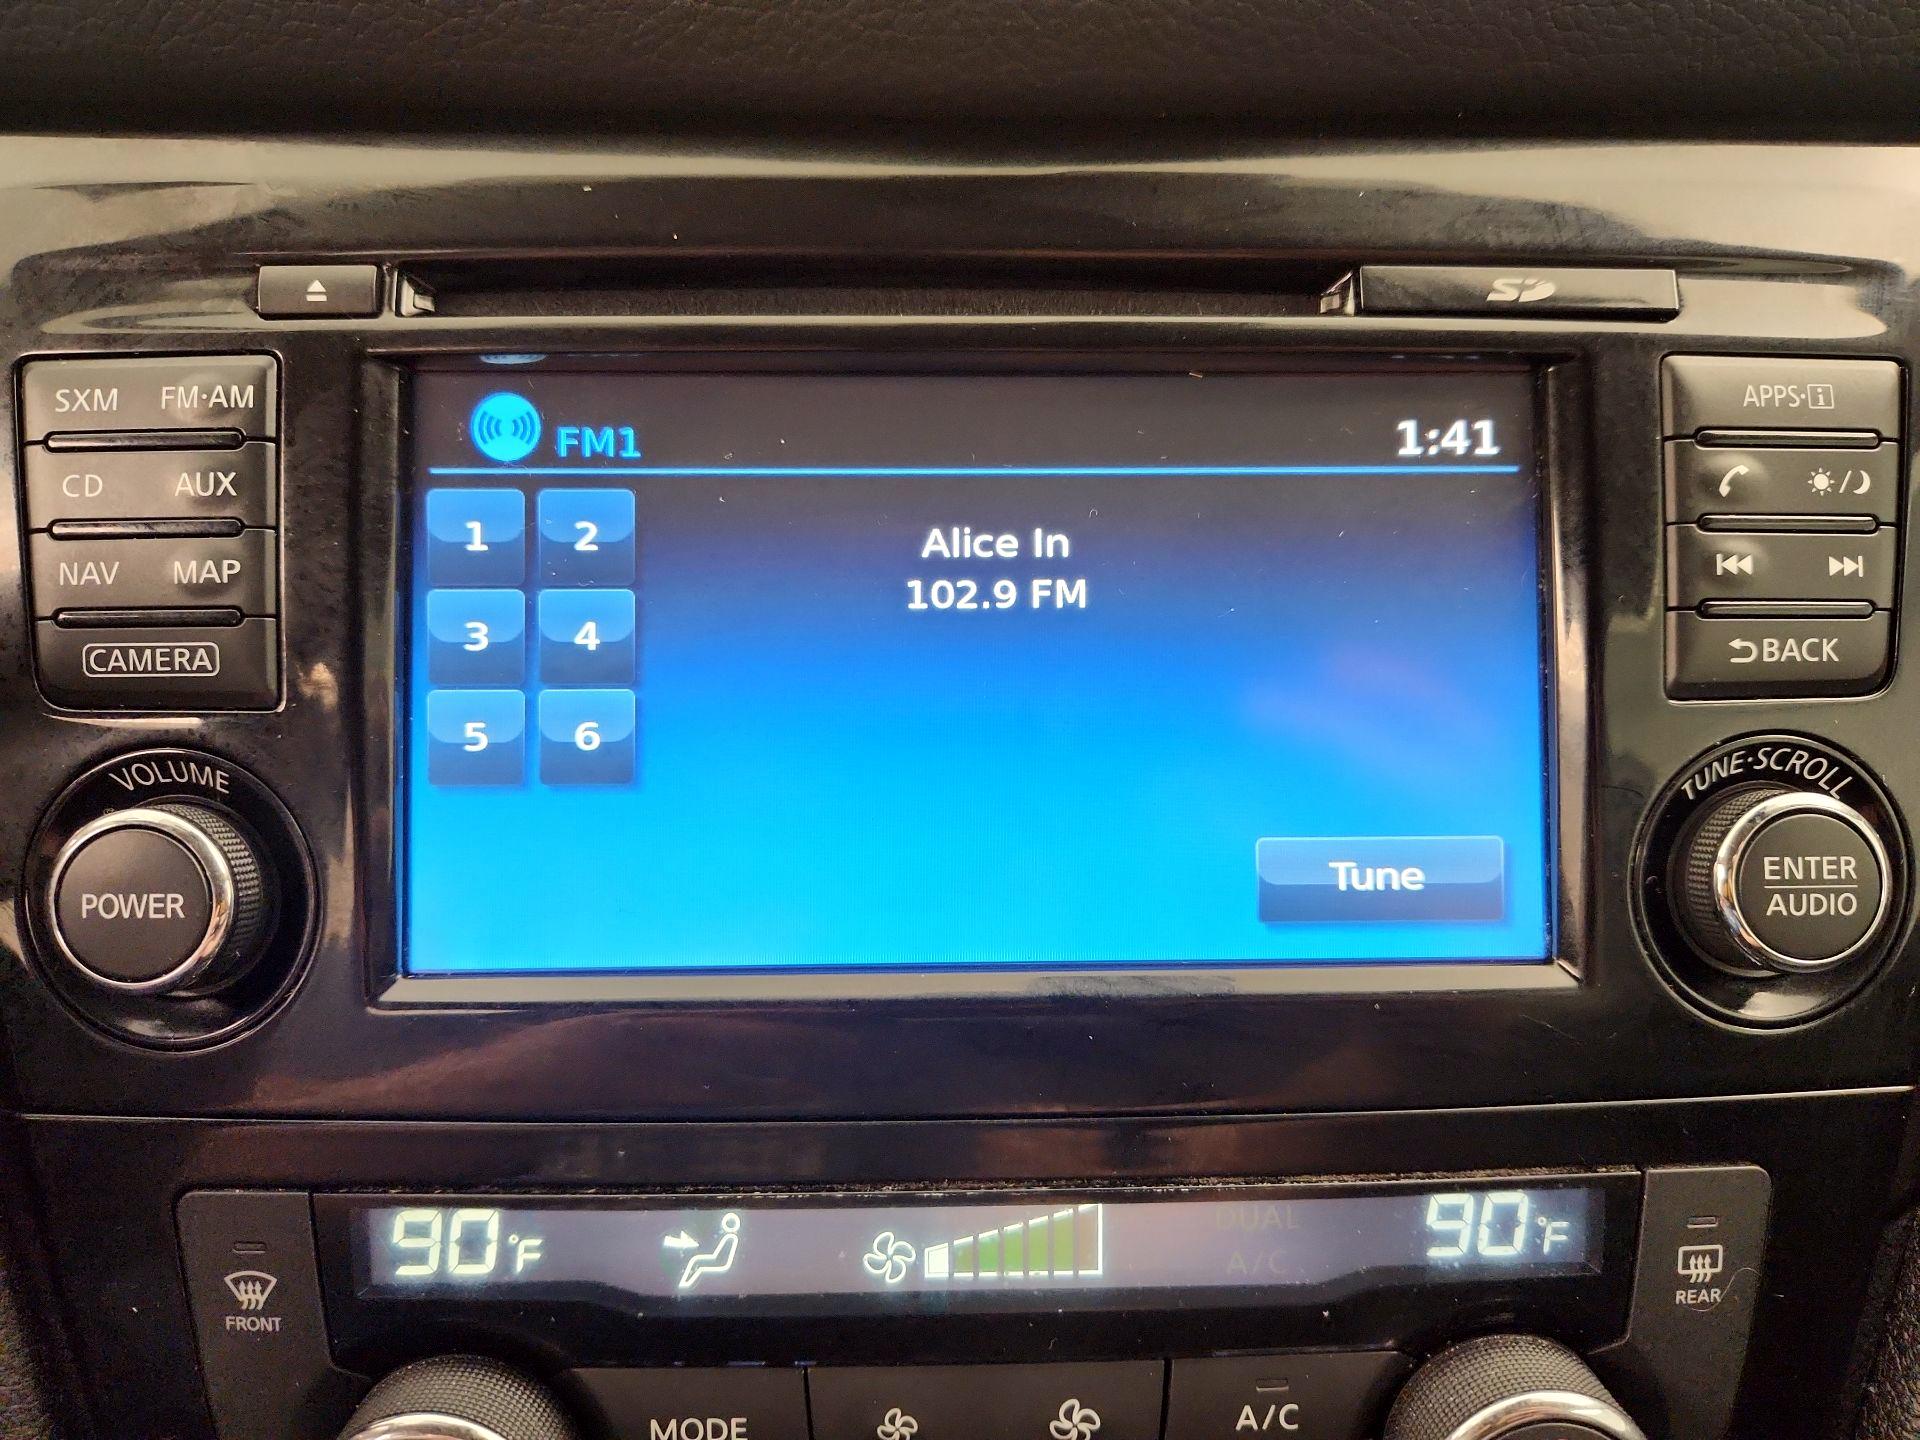 SD
SXM FM·AM
CD AUX
NAV MAP
CAMERA
VOLUME
POWER
FM1
1:41
1 2
3 4
5 6
Alice In
102.9 FM
Tune
APPS·i
BACK
TUNE·SCROLL
ENTER
AUDIO
FRONT
90°F
DUAL
A/C
90°F
REAR
MODE
A/C